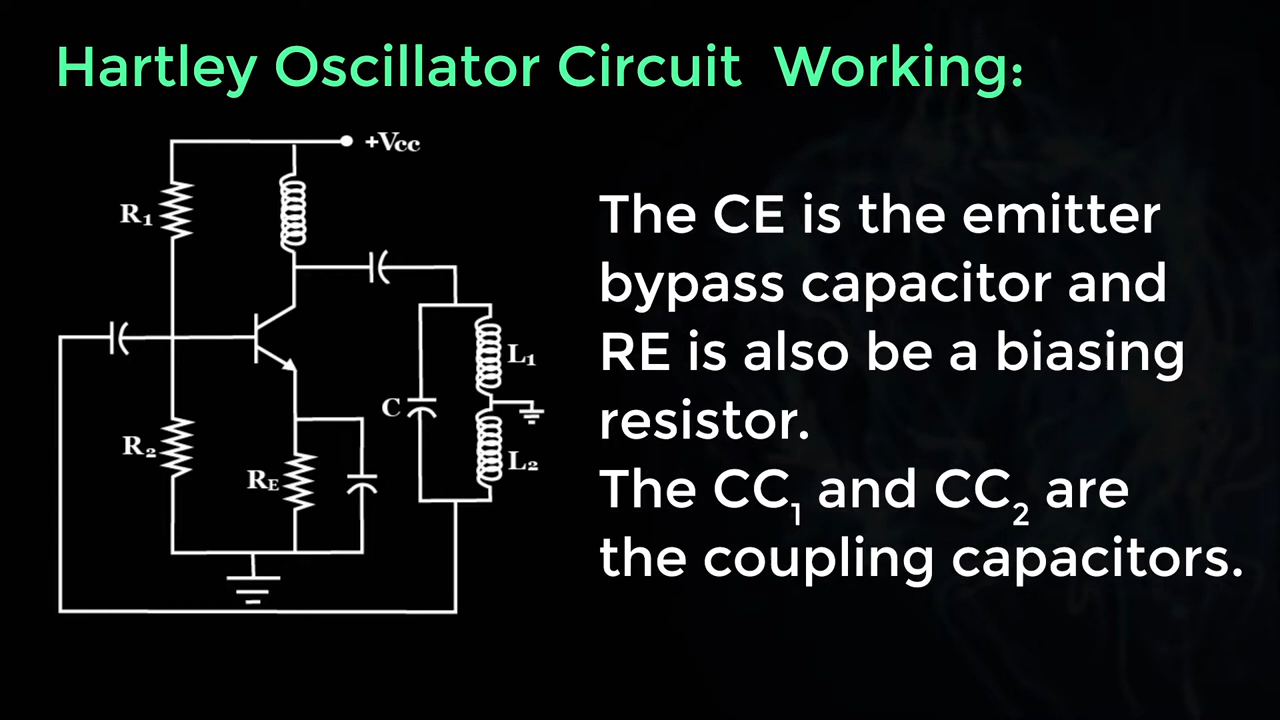 Hartley Oscillator Circuit Working:
+Vcc
R₁
L₁
C
R₂
L₂
RE
The CE is the emitter
bypass capacitor and
RE is also be a biasing
resistor.
The CC₁ and CC₂ are
the coupling capacitors.